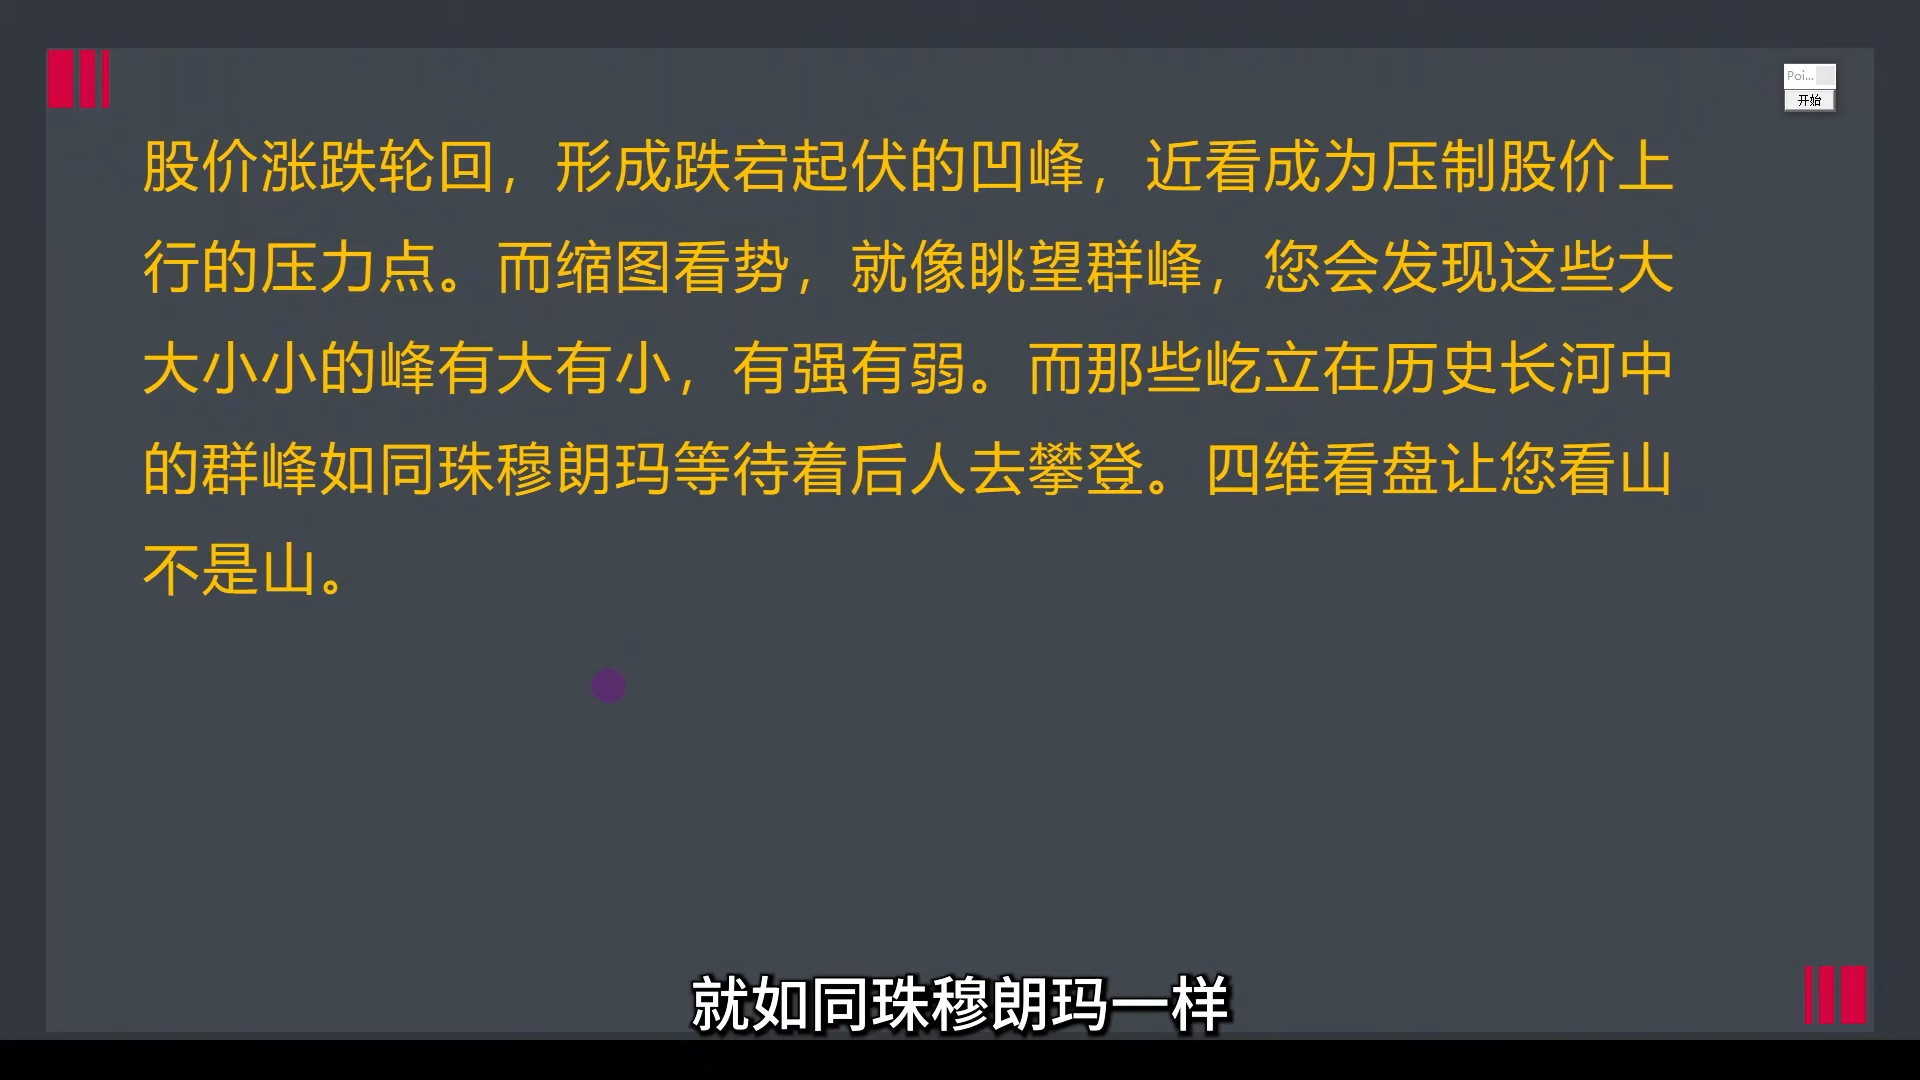 Poi...
开始
股价涨跌轮回，形成跌宕起伏的凹峰，近看成为压制股价上
行的压力点。而缩图看势，就像眺望群峰，您会发现这些大
大小小的峰有大有小，有强有弱。而那些屹立在历史长河中
的群峰如同珠穆朗玛等待着后人去攀登。四维看盘让您看山
不是山。
就如同珠穆朗玛一样